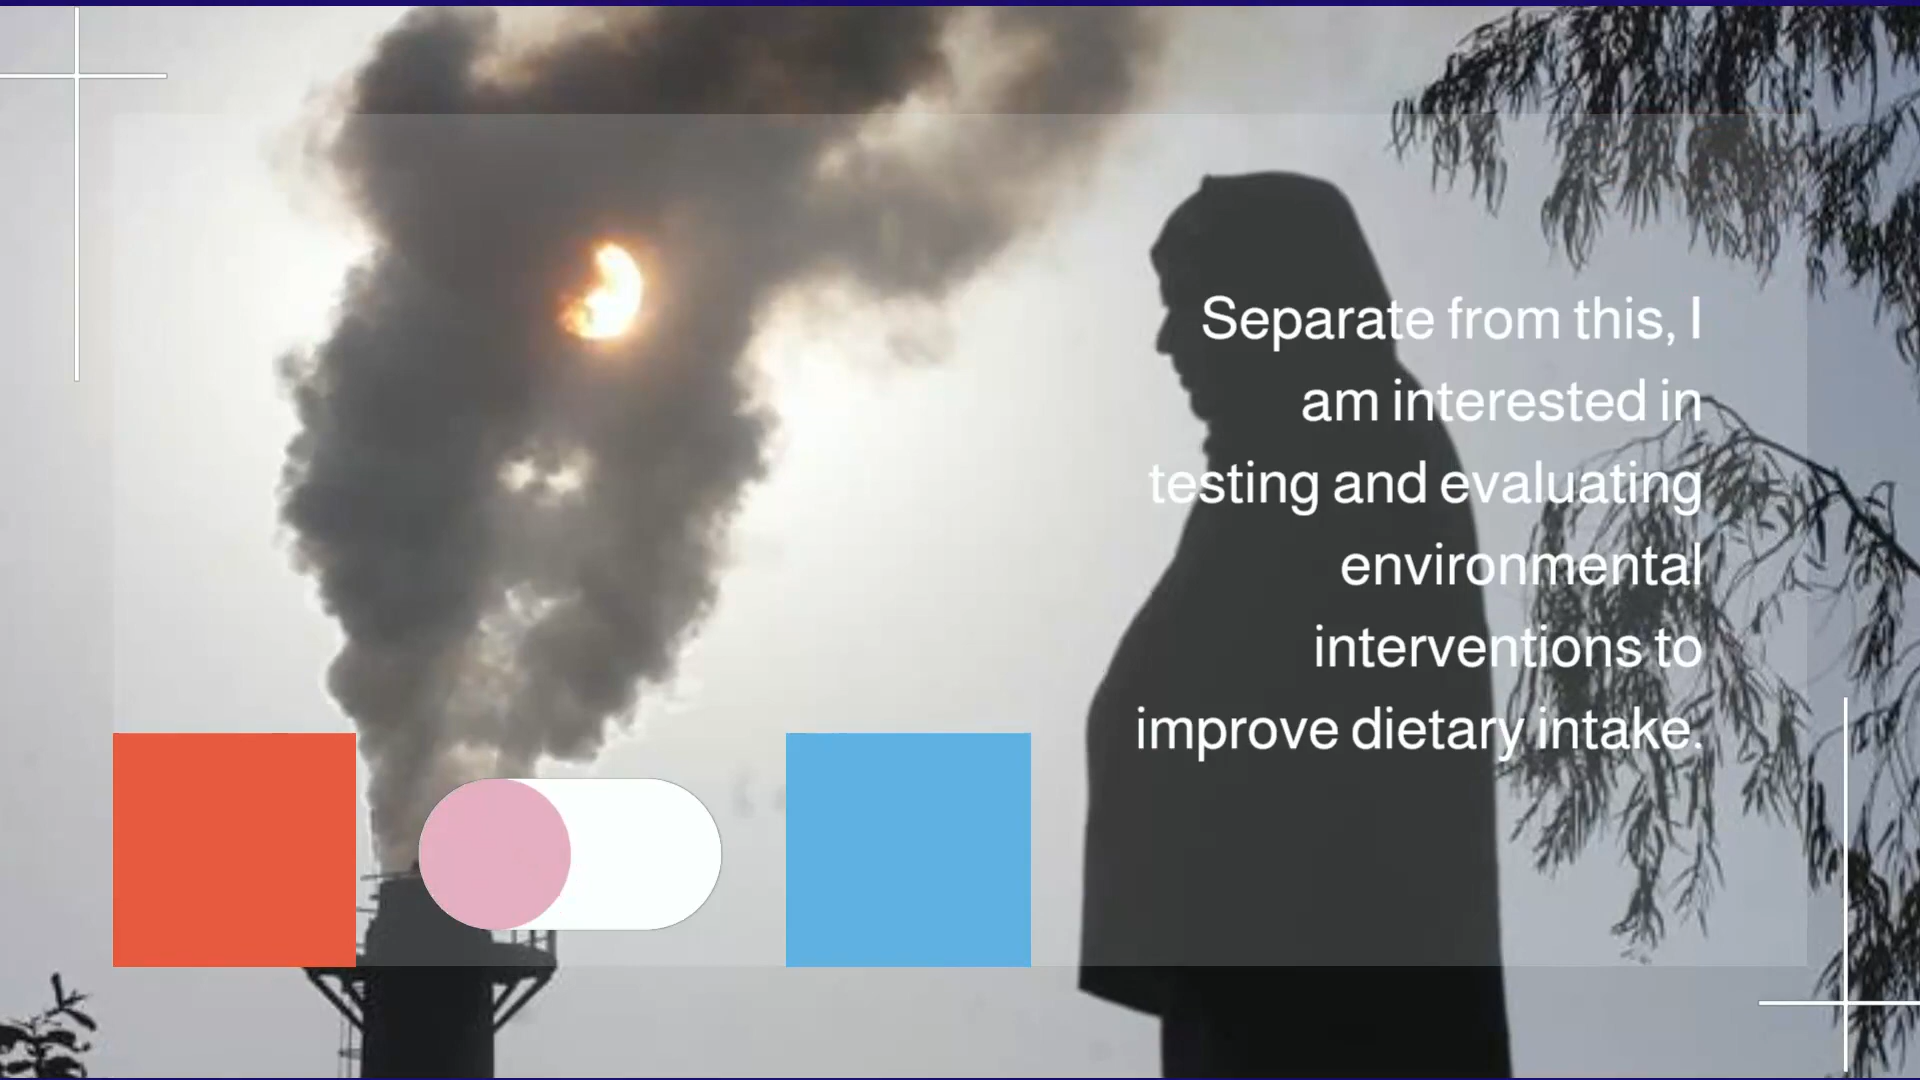 Separate from this, I
am interested in
testing and evaluating
environmental
interventions to
improve dietary intake.